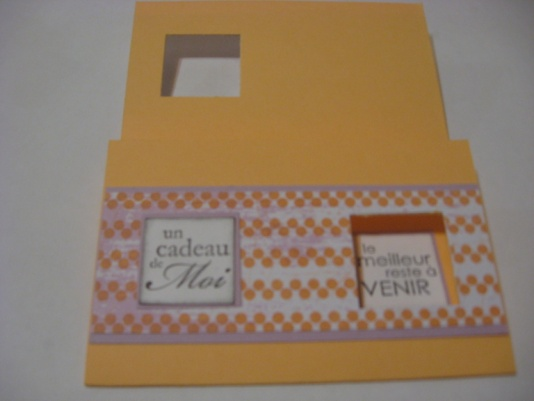 un
cadeau
de
Moi
le
meilleur
reste à
VENIR